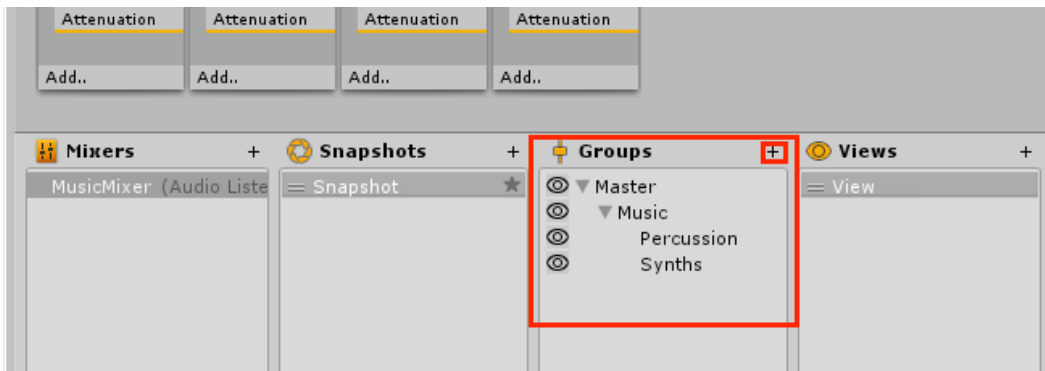 Attenuation Attenuation Attenuation Attenuation
Add.. Add.. Add.. Add..
Mixers + Snapshots + Groups + Views +
MusicMixer (Audio Liste = Snapshot Master = View
Music
Percussion
Synths